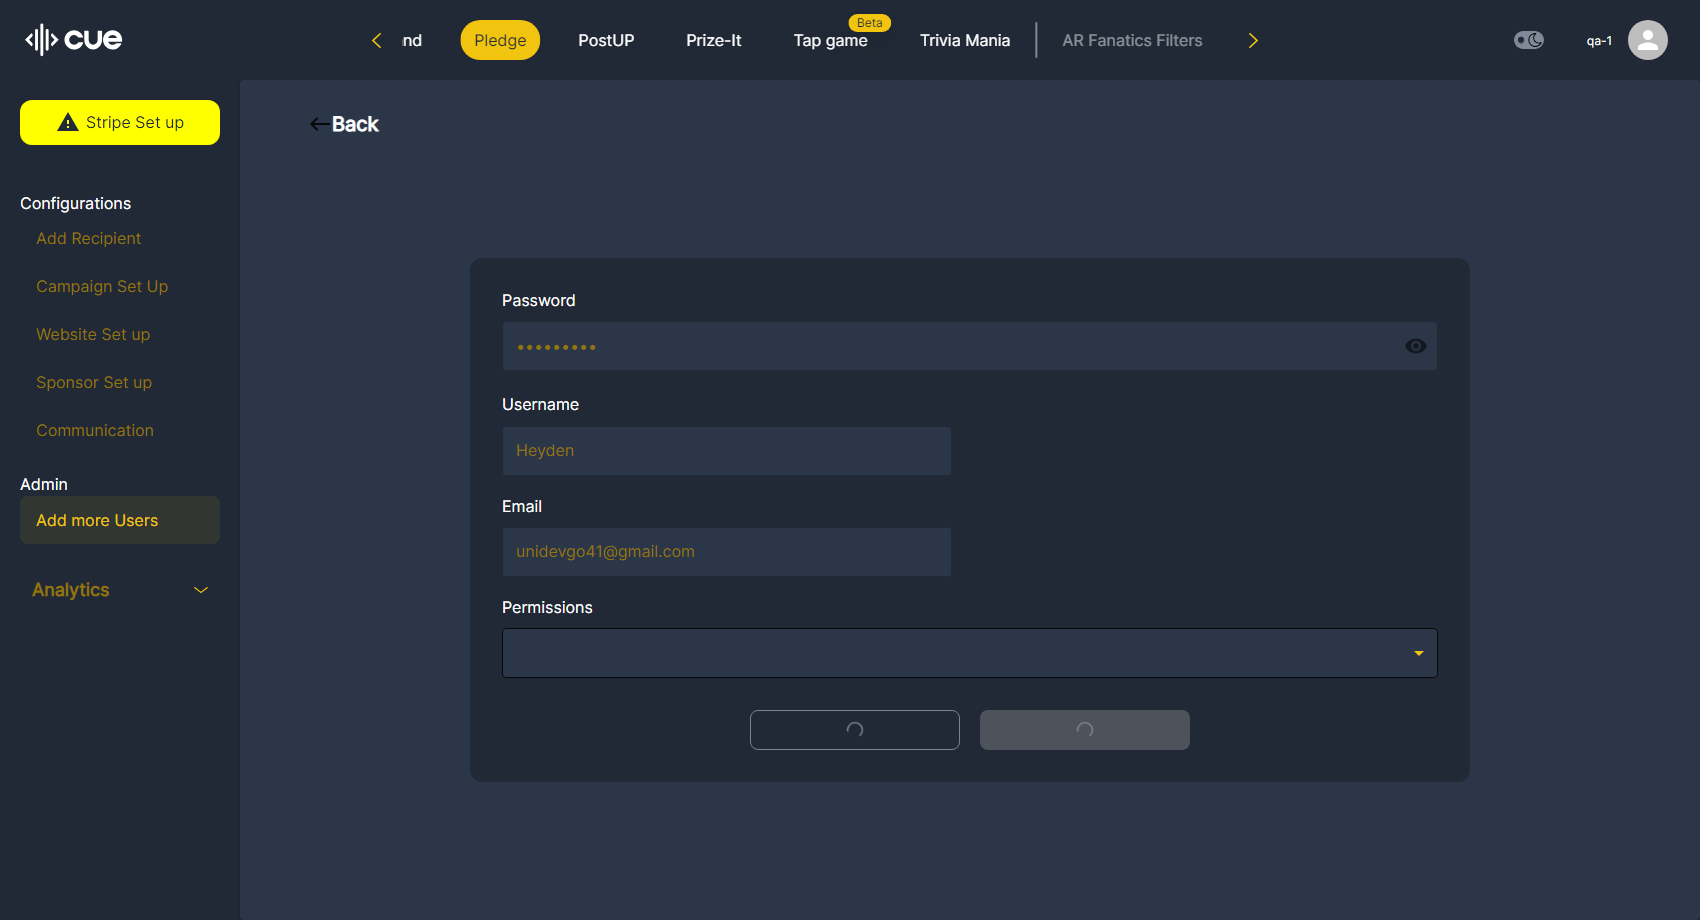 cue
nd
Pledge
PostUP
Prize-It
Tap game
Beta
Trivia Mania
AR Fanatics Filters
qa-1
Stripe Set up
Configurations
Add Recipient
Campaign Set Up
Website Set up
Sponsor Set up
Communication
Admin
Add more Users
Analytics
Back
Password
•••••••••
Username
Heyden
Email
unidevgo41@gmail.com
Permissions